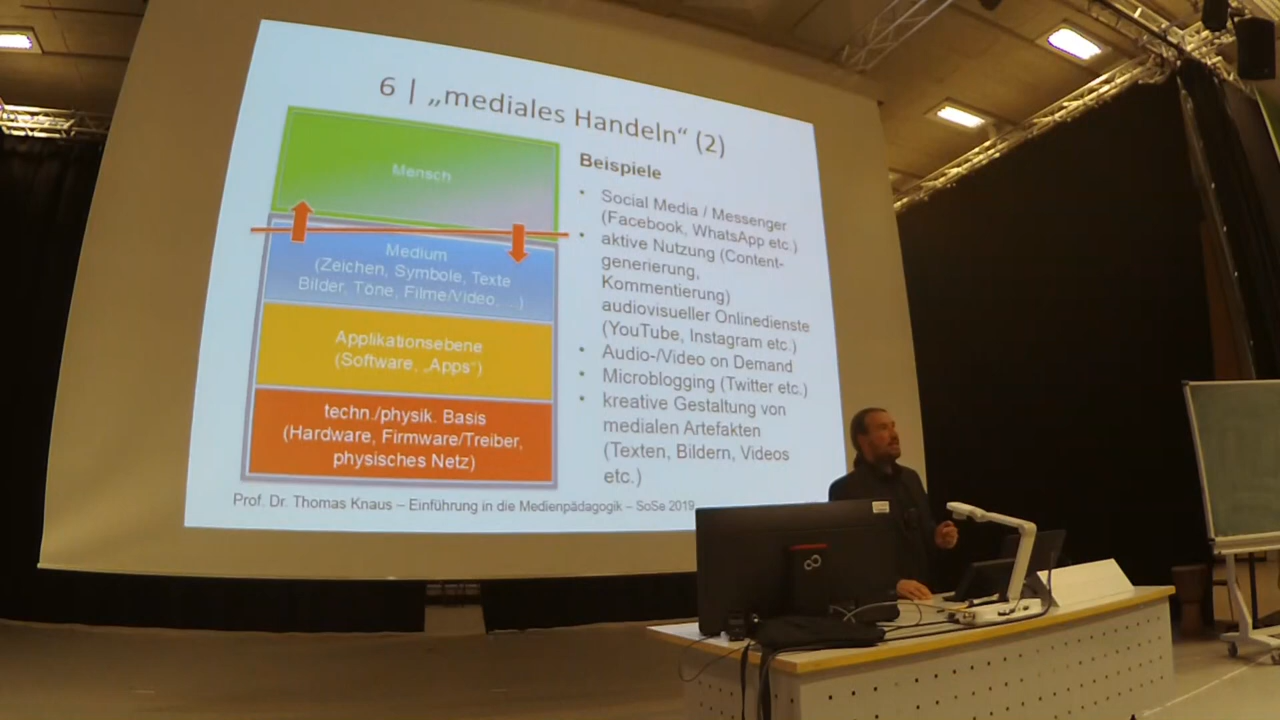 6 | „mediales Handeln“ (2)
Mensch
Medium
(Zeichen, Symbole, Texte
Bilder, Töne, Filme/Video, ...)
Applikationsebene
(Software, „Apps“)
techn./physik. Basis
(Hardware, Firmware/Treiber,
physisches Netz)
Beispiele
• Social Media / Messenger
(Facebook, WhatsApp etc.)
• aktive Nutzung (Content-
generierung,
Kommentierung)
audiovisueller Onlinedienste
(YouTube, Instagram etc.)
• Audio-/Video on Demand
• Microblogging (Twitter etc.)
• kreative Gestaltung von
medialen Artefakten
(Texten, Bildern, Videos
etc.)
Prof. Dr. Thomas Knaus – Einführung in die Medienpädagogik – SoSe 2019